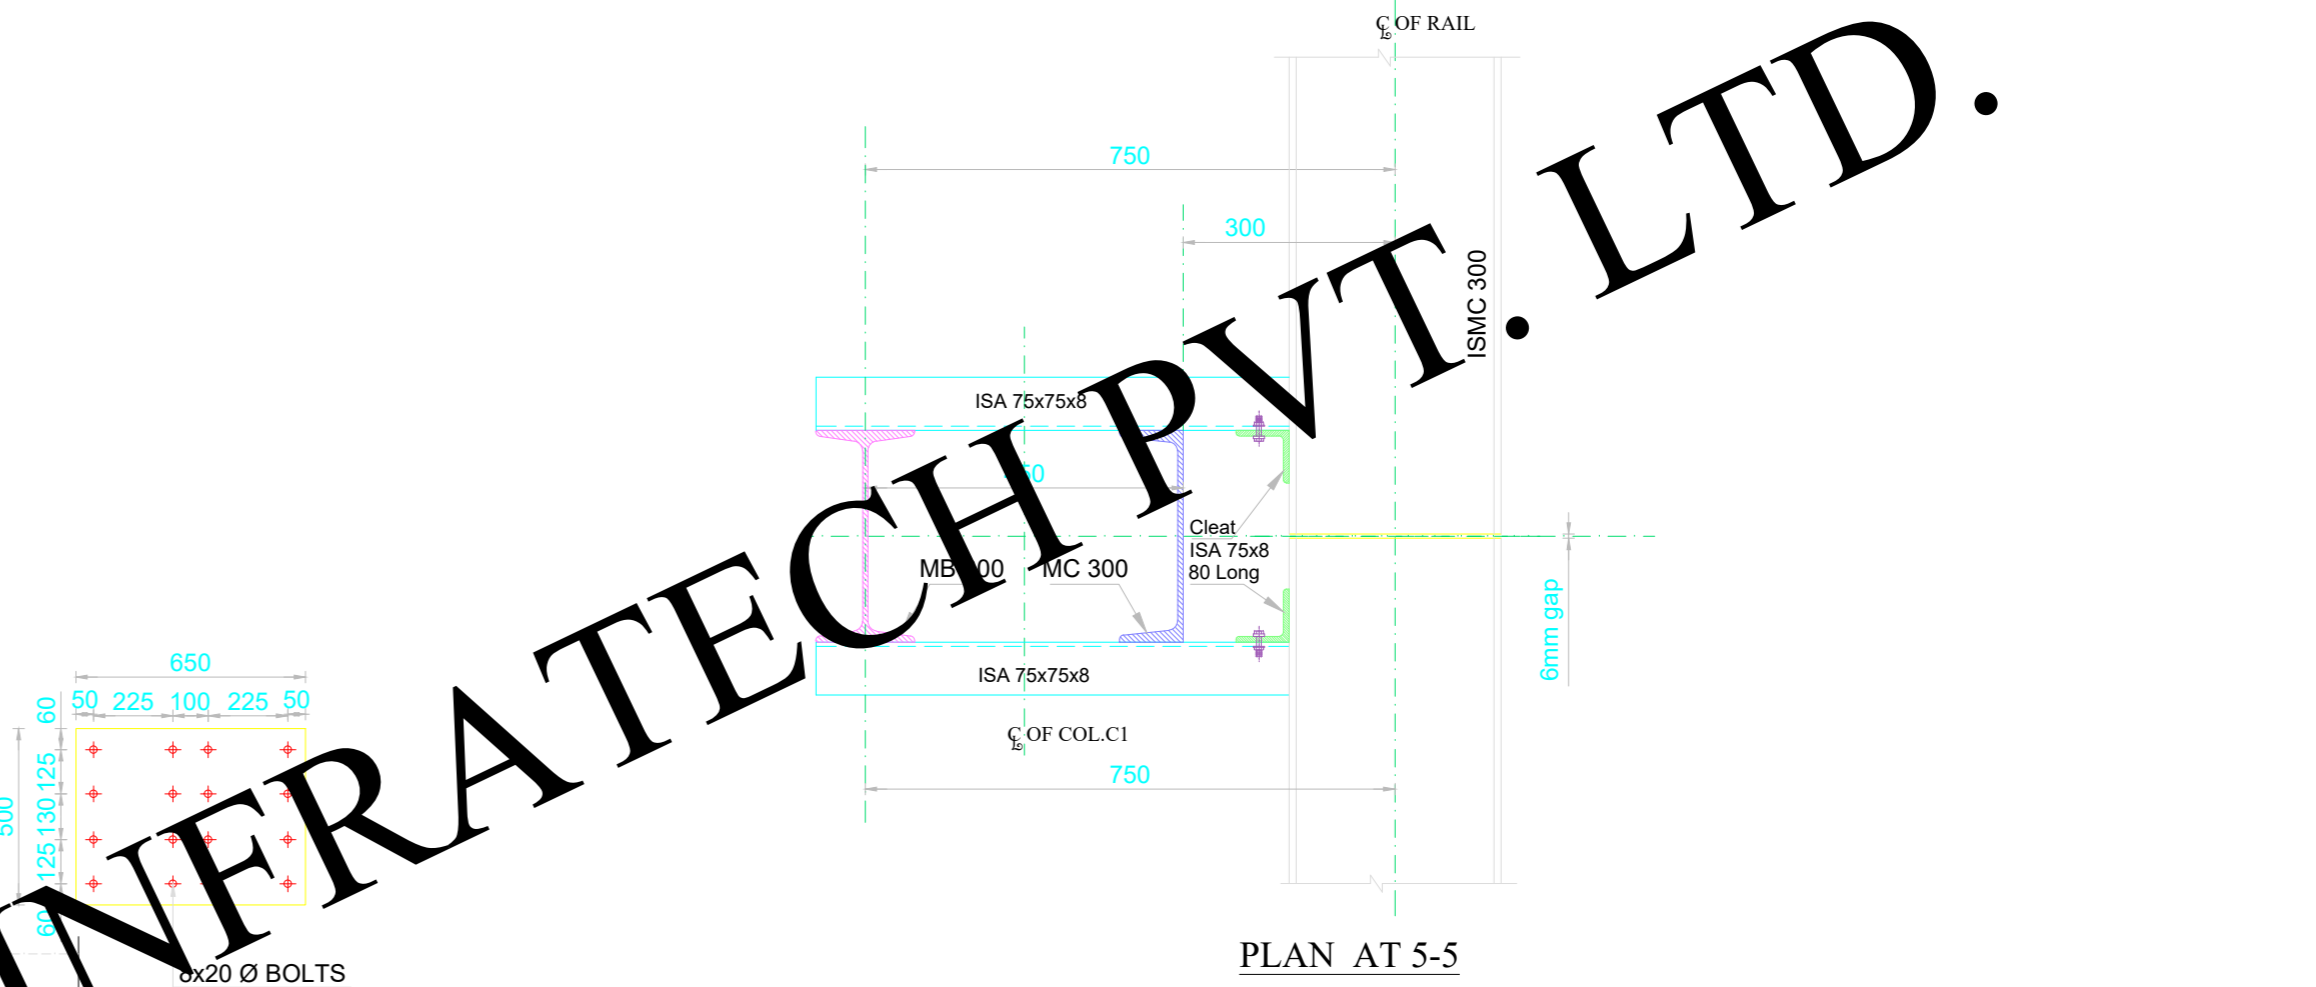 ℄ OF RAIL
750
300
ISMC 300
ISA 75x75x8
Cleat
ISA 75x8
80 Long
MC 300
6mm gap
ISA 75x75x8
650
50 225 100 225 50
60
125
130
125
60
500
℄ OF COL.C1
750
PLAN AT 5-5
BOLTS
INFRATECH PVT. LTD.